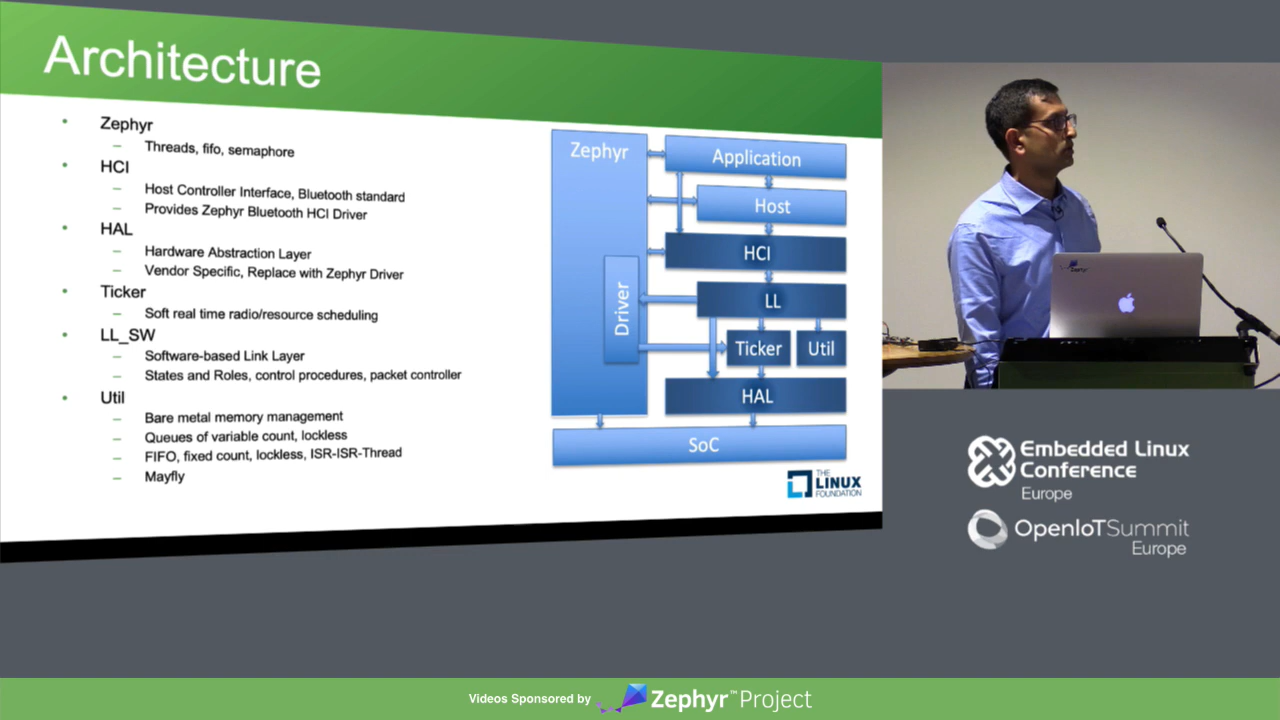 Architecture
• Zephyr
– Threads, fifo, semaphore
• HCI
– Host Controller Interface, Bluetooth standard
– Provides Zephyr Bluetooth HCI Driver
• HAL
– Hardware Abstraction Layer
– Vendor Specific, Replace with Zephyr Driver
• Ticker
– Soft real time radio/resource scheduling
• LL_SW
– Software-based Link Layer
– States and Roles, control procedures, packet controller
• Util
– Bare metal memory management
– Queues of variable count, lockless
– FIFO, fixed count, lockless, ISR-ISR-Thread
– Mayfly
Zephyr
Application
Host
HCI
Driver
LL
Ticker
Util
HAL
SoC
THE
LINUX
FOUNDATION
Zephyr
Embedded Linux
Conference
Europe
OpenIoTSummit
Europe
Videos Sponsored by Zephyr™Project